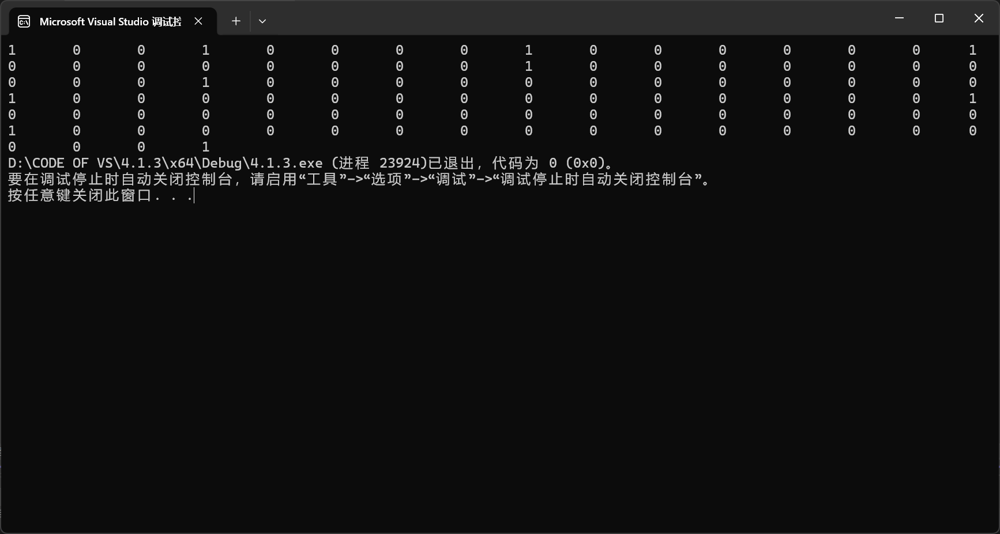 Microsoft Visual Studio 调试控
1 0 0 1 0 0 0 0 1 0 0 0 0 0 0 1
0 0 0 0 0 0 0 0 1 0 0 0 0 0 0 0
0 0 0 1 0 0 0 0 0 0 0 0 0 0 0 0
1 0 0 0 0 0 0 0 0 0 0 0 0 0 0 1
0 0 0 0 0 0 0 0 0 0 0 0 0 0 0 0
1 0 0 0 0 0 0 0 0 0 0 0 0 0 0 0
0 0 0 1
D:\CODE OF VS\4.1.3\x64\Debug\4.1.3.exe (进程 23924)已退出，代码为 0 (0x0)。
要在调试停止时自动关闭控制台，请启用“工具”->“选项”->“调试”->“调试停止时自动关闭控制台”。
按任意键关闭此窗口. . .